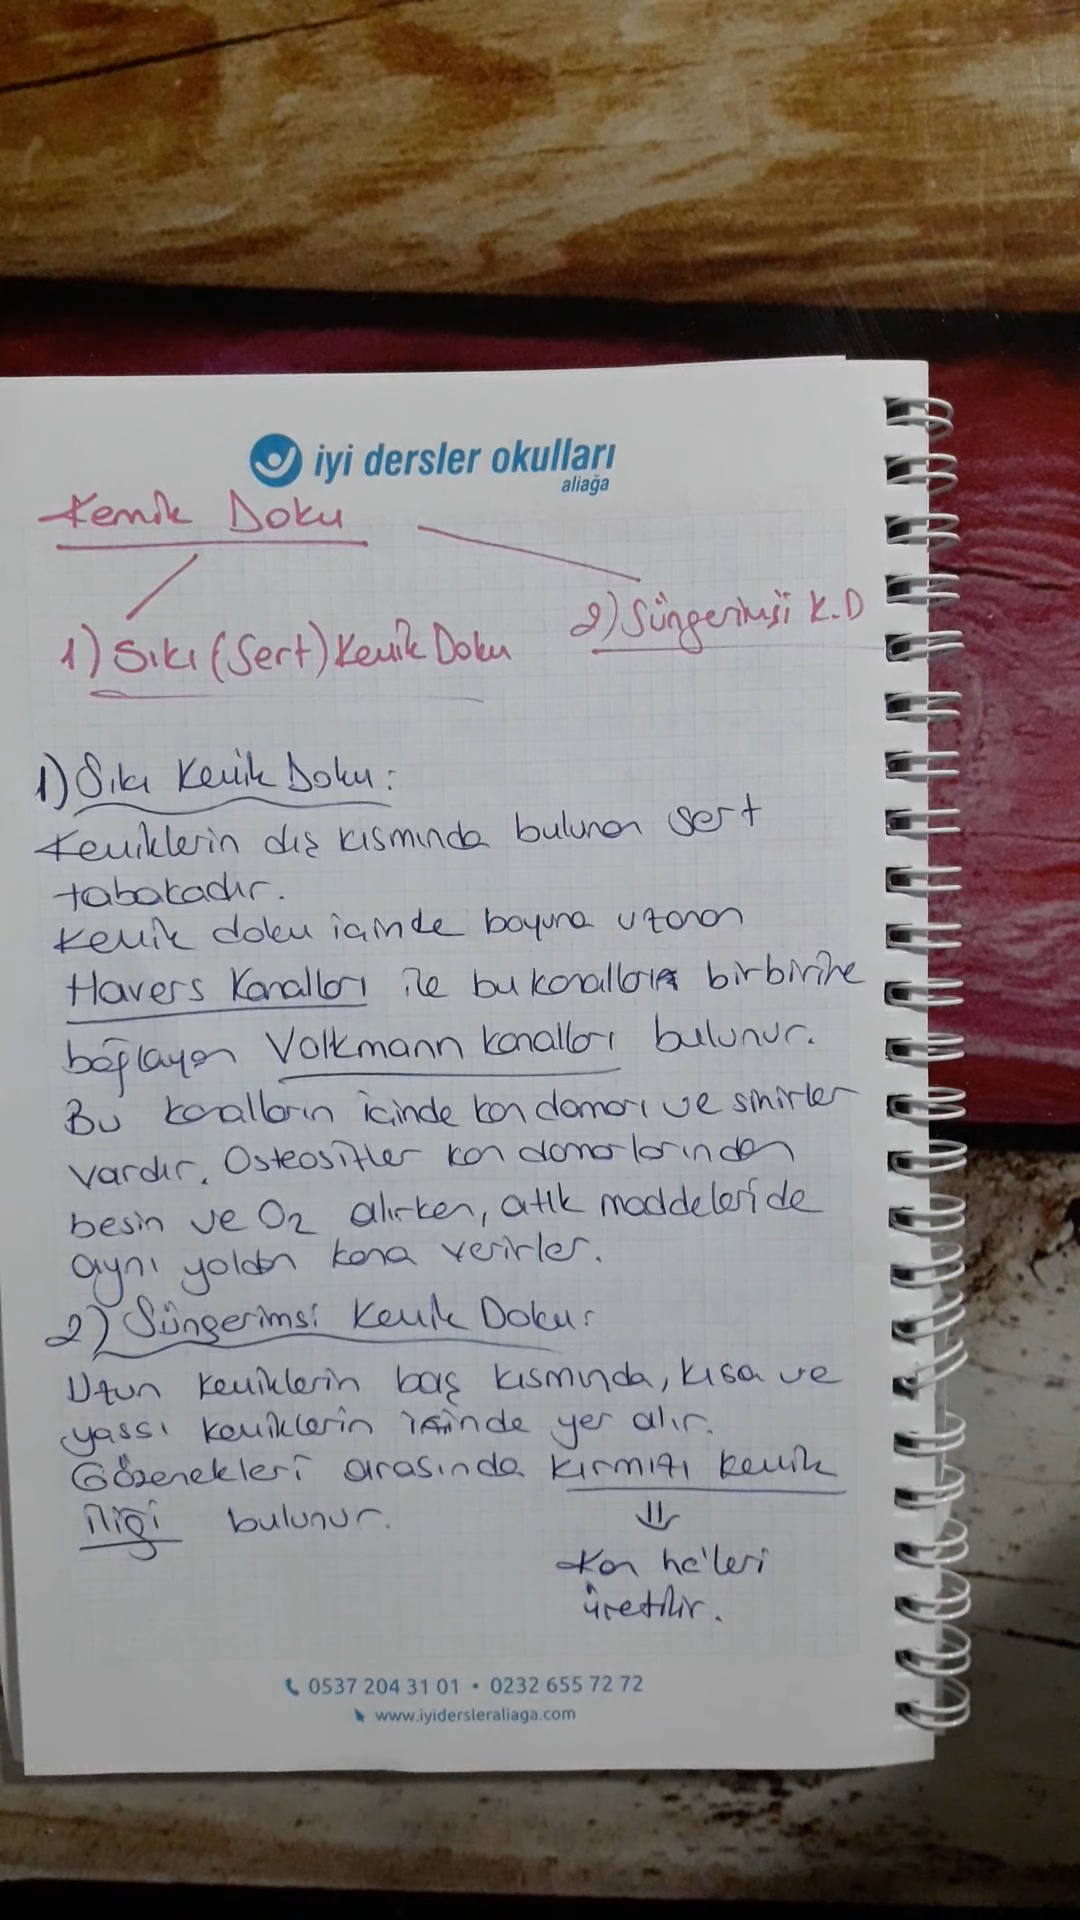 iyi dersler okulları
aliağa
Kemik Doku
1) Sıkı (Sert) Kemik Doku
2) Süngerimsi K.D
1) Sıkı Kemik Doku:
Kemiklerin dış kısmında bulunan sert
tabakadır.
Kemik doku içinde boyuna uzanan
Havers Kanalları ile bu kanalları birbirine
bağlayan Volkmann kanalları bulunur.
Bu kanalların içinde kan damarı ve sinirler
vardır. Osteositler kan damarlarından
besin ve O2 alırken, atık maddeleri de
aynı yoldan kana verirler.
2) Süngerimsi Kemik Doku:
Uzun kemiklerin baş kısmında, kısa ve
yassı kemiklerin içinde yer alır.
Gözenekleri arasında kırmızı kemik
iliği bulunur.
⇓
Kan hc'leri
üretilir.
0537 204 31 01 • 0232 655 72 72
www.iyidersleraliaga.com